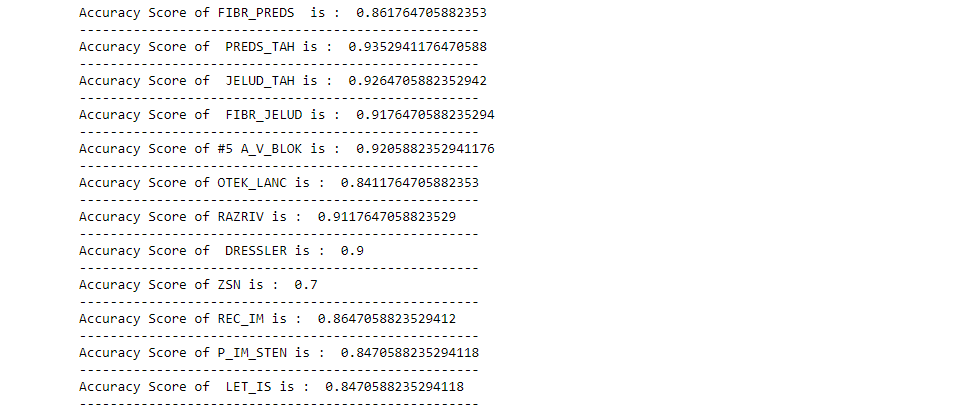 Accuracy Score of FIBR_PREDS  is :  0.861764705882353
---------------------------------------------------
Accuracy Score of  PREDS_TAH is :  0.9352941176470588
---------------------------------------------------
Accuracy Score of  JELUD_TAH is :  0.9264705882352942
---------------------------------------------------
Accuracy Score of  FIBR_JELUD is :  0.9176470588235294
---------------------------------------------------
Accuracy Score of #5 A_V_BLOK is :  0.9205882352941176
---------------------------------------------------
Accuracy Score of OTEK_LANC is :  0.8411764705882353
---------------------------------------------------
Accuracy Score of RAZRIV is :  0.9117647058823529
---------------------------------------------------
Accuracy Score of  DRESSLER is :  0.9
---------------------------------------------------
Accuracy Score of ZSN is :  0.7
---------------------------------------------------
Accuracy Score of REC_IM is :  0.8647058823529412
---------------------------------------------------
Accuracy Score of P_IM_STEN is :  0.8470588235294118
---------------------------------------------------
Accuracy Score of  LET_IS is :  0.8470588235294118
---------------------------------------------------